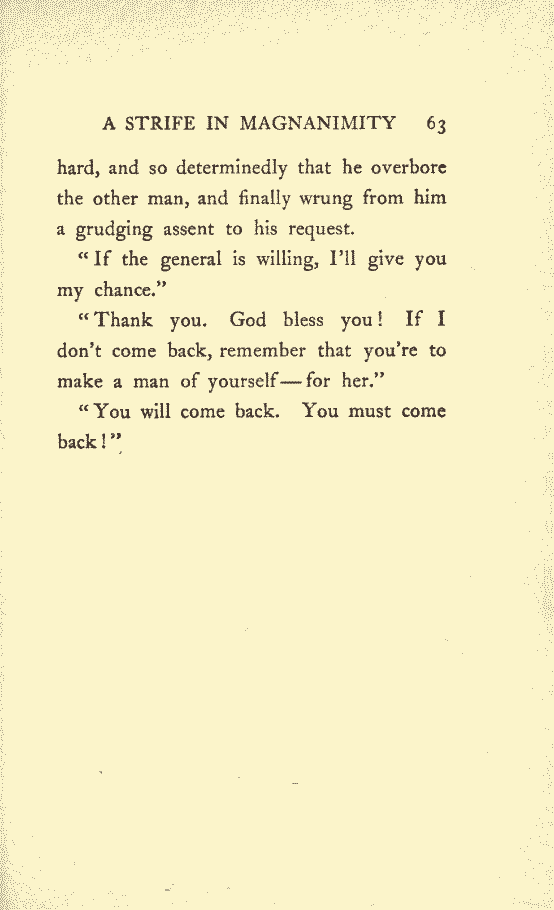 A STRIFE IN MAGNANIMITY 63
hard, and so determinedly that he overbore
the other man, and finally wrung from him
a grudging assent to his request.
“If the general is willing, I’ll give you
my chance.”
“Thank you. God bless you! If I
don’t come back, remember that you’re to
make a man of yourself—for her.”
“You will come back. You must come
back!”